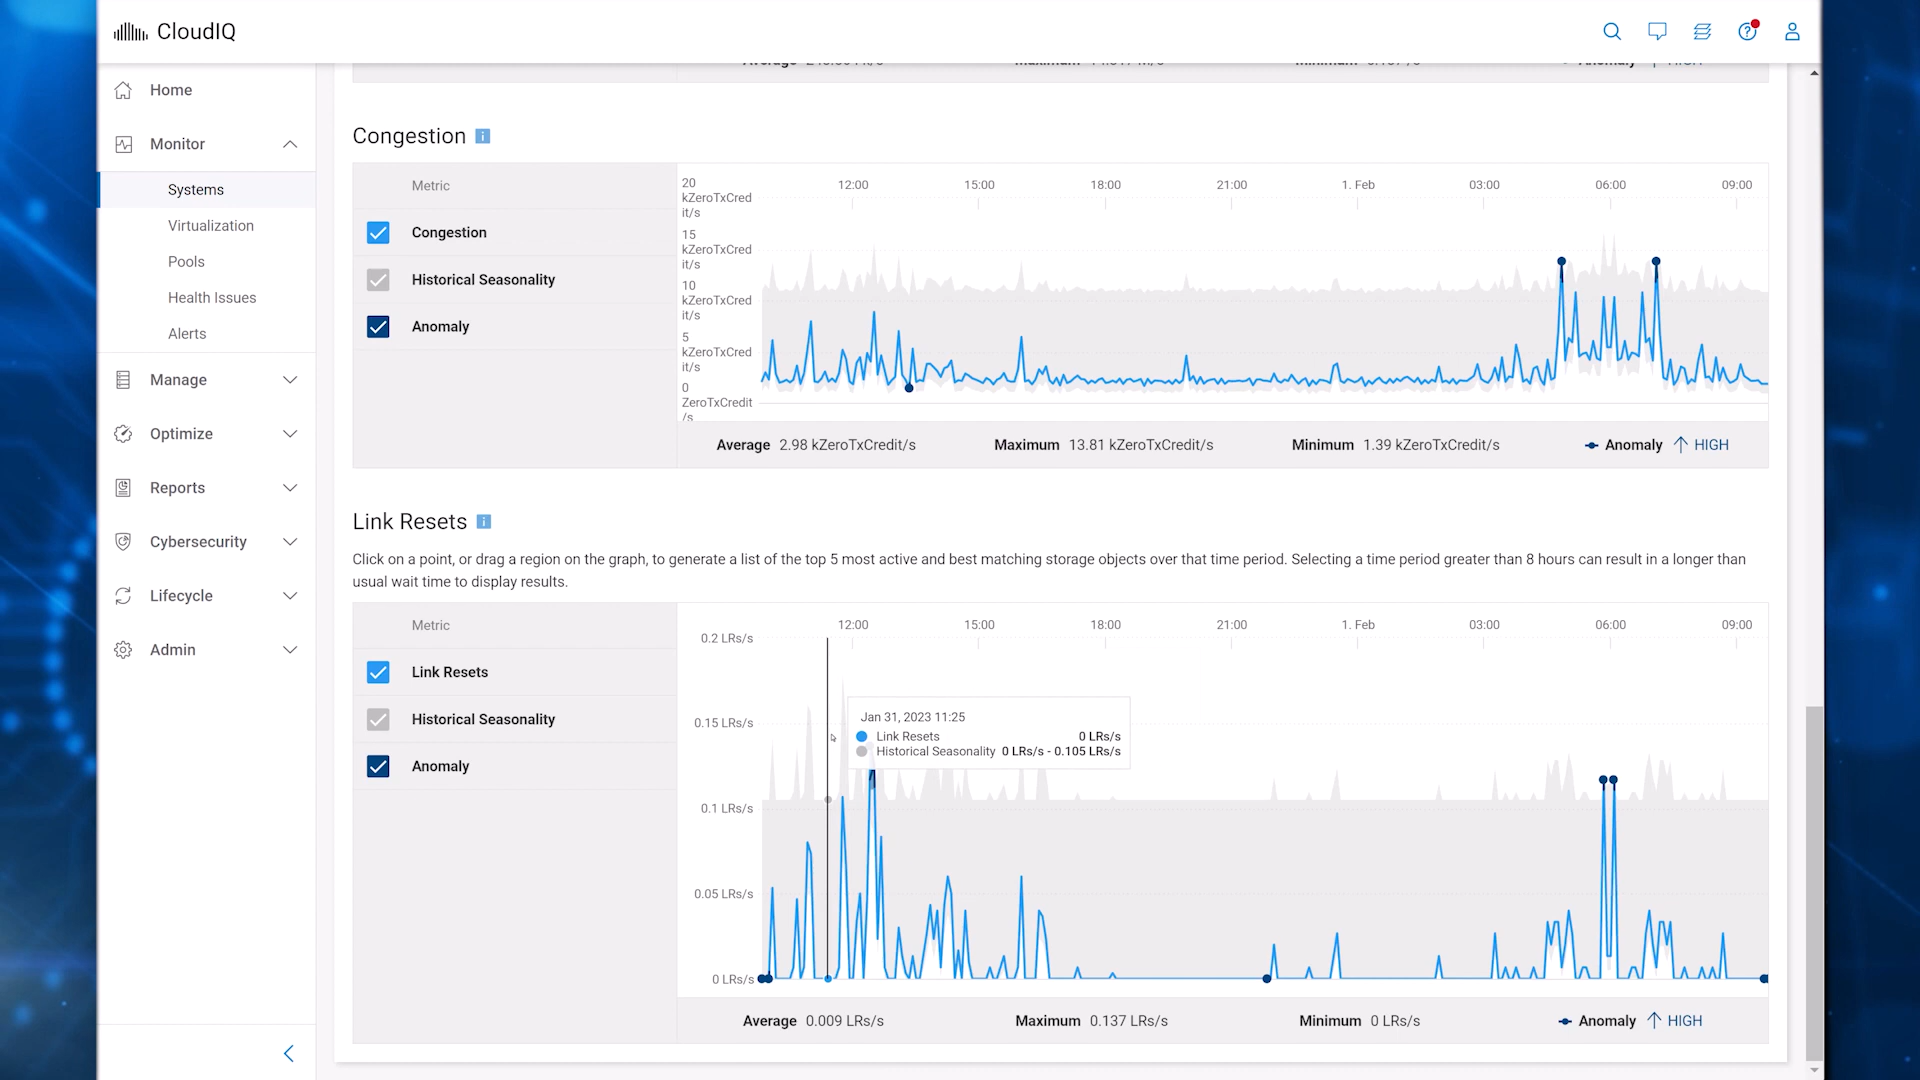 CloudIQ
Home
Monitor
Systems
Virtualization
Pools
Health Issues
Alerts
Manage
Optimize
Reports
Cybersecurity
Lifecycle
Admin
Average
Maximum
Minimum
Anomaly HIGH
Congestion i
Metric
Congestion
Historical Seasonality
Anomaly
12:00 15:00 18:00 21:00 1. Feb 03:00 06:00 09:00
20
kZeroTxCred
it/s
15
kZeroTxCred
it/s
10
kZeroTxCred
it/s
5
kZeroTxCred
it/s
0
ZeroTxCredit
/s
Average 2.98 kZeroTxCredit/s Maximum 13.81 kZeroTxCredit/s Minimum 1.39 kZeroTxCredit/s Anomaly HIGH
Link Resets i
Click on a point, or drag a region on the graph, to generate a list of the top 5 most active and best matching storage objects over that time period. Selecting a time period greater than 8 hours can result in a longer than
usual wait time to display results.
Metric
Link Resets
Historical Seasonality
Anomaly
12:00 15:00 18:00 21:00 1. Feb 03:00 06:00 09:00
0.2 LRs/s
0.15 LRs/s
0.1 LRs/s
0.05 LRs/s
0 LRs/s
Jan 31, 2023 11:25
Link Resets 0 LRs/s
Historical Seasonality 0 LRs/s - 0.105 LRs/s
Average 0.009 LRs/s Maximum 0.137 LRs/s Minimum 0 LRs/s Anomaly HIGH